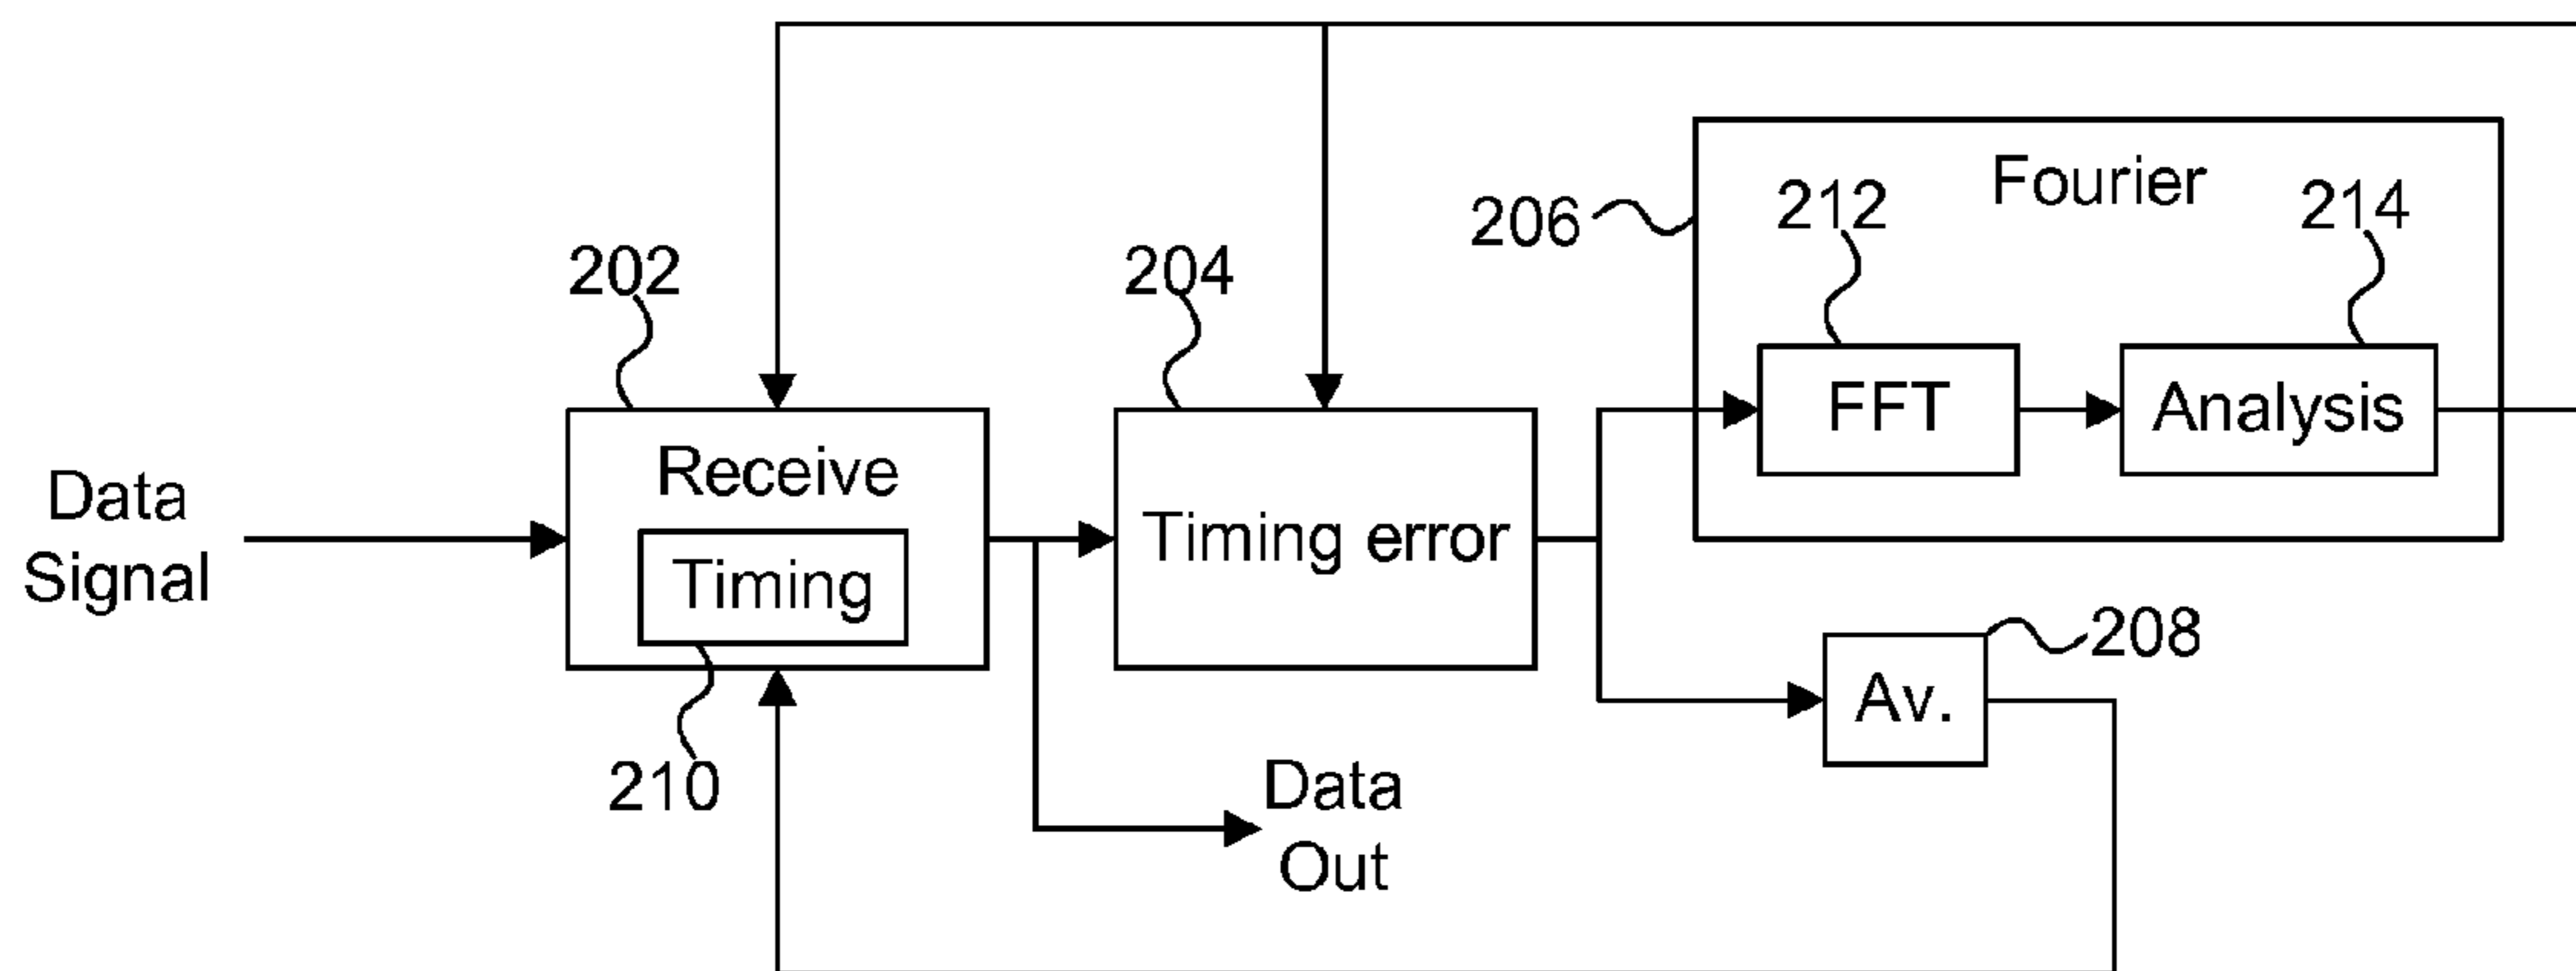 Fourier
206
212
214
202
204
FFT
Analysis
Receive
Data
Signal
Timing error
Timing
208
Av.
210
Data
Out